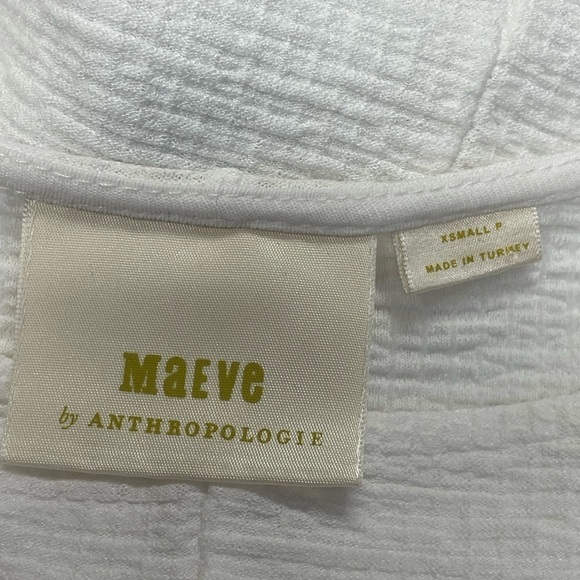 MaEVe
by ANTHROPOLOGIE
XSMALL P
MADE IN TURKEY